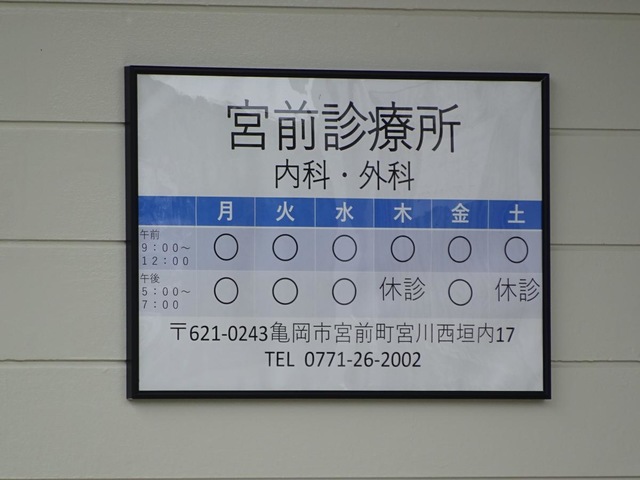 宮前診療所
内科・外科
月 火 水 木 金 土
午前 9：00～12：00 ○ ○ ○ ○ ○ ○
午後 5：00～7：00 ○ ○ ○ 休診 ○ 休診
〒621-0243亀岡市宮前町宮川西垣内17
TEL 0771-26-2002